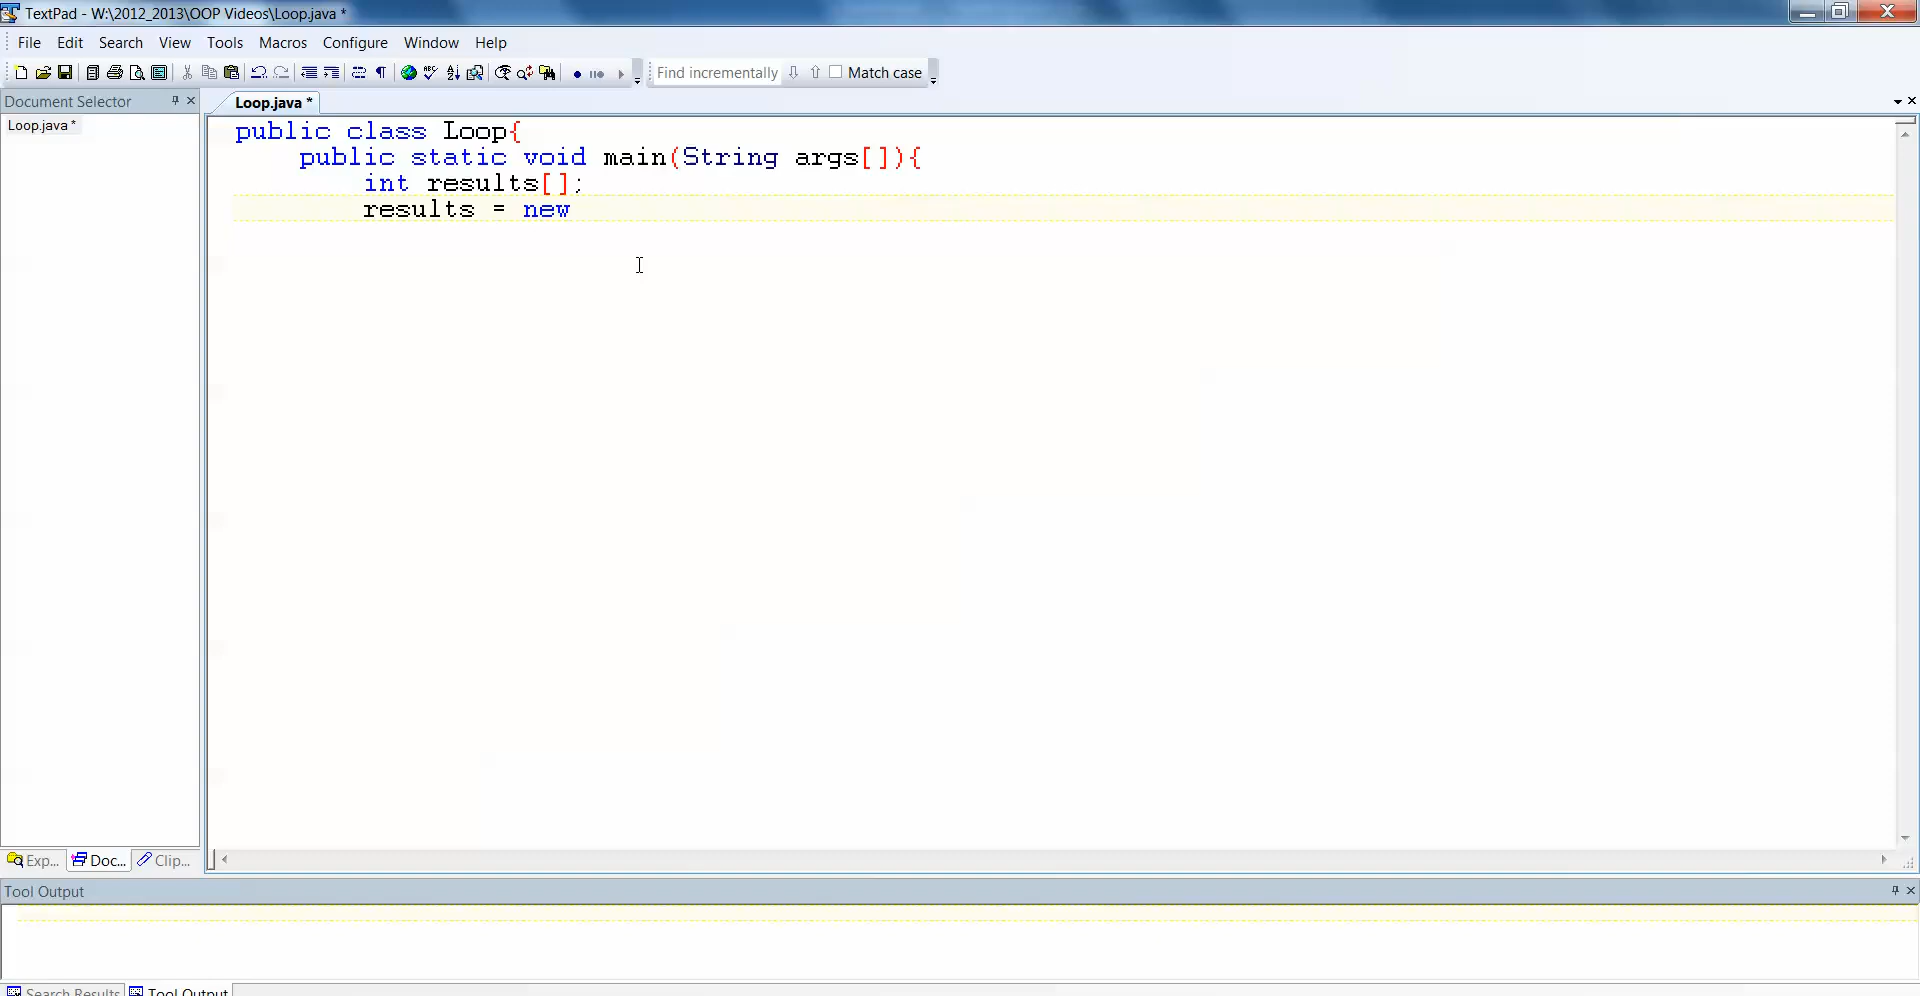 TextPad - W:\2012_2013\OOP Videos\Loop.java *
File Edit Search View Tools Macros Configure Window Help
Find incrementally Match case
Document Selector
Loop.java *
Loop.java *
public class Loop{
public static void main(String args[]){
int results[];
results = new
Exp... Doc... Clip...
Tool Output
Search Results Tool Output